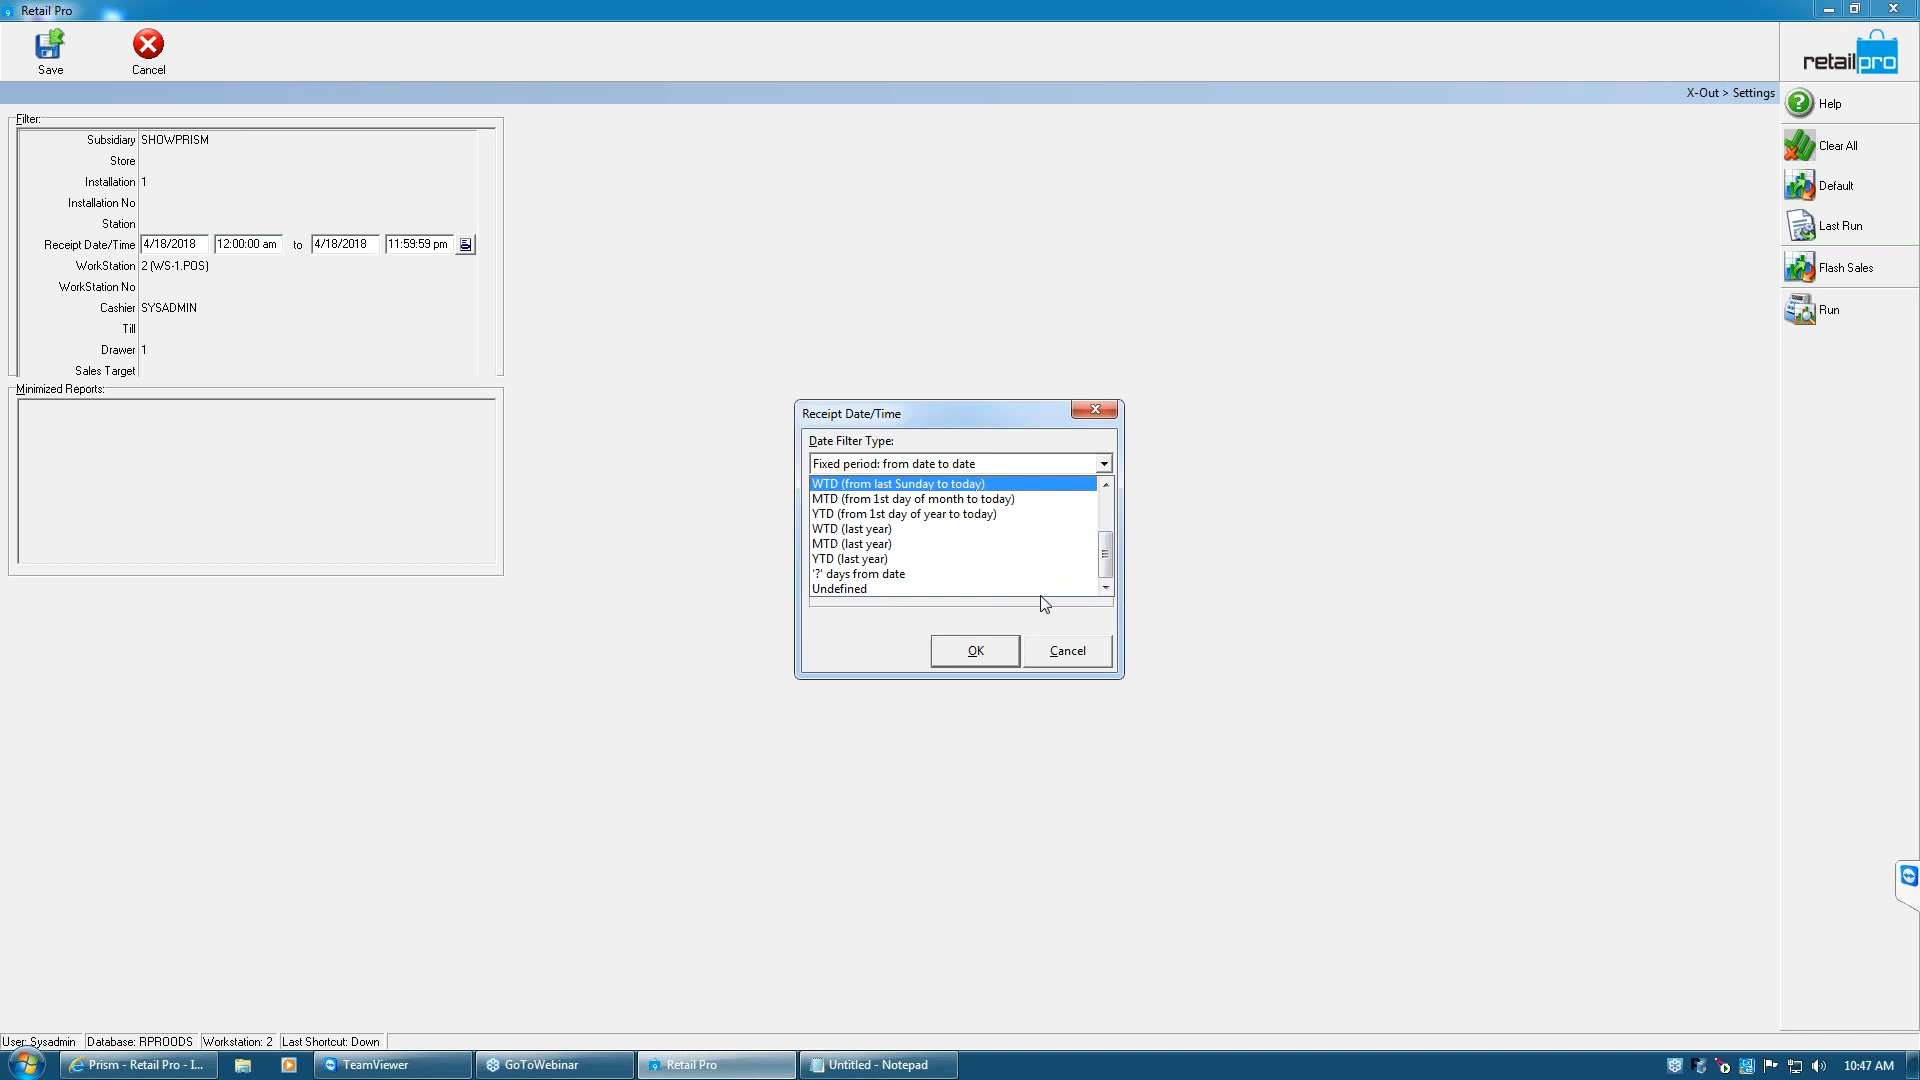 Retail Pro
Save
Cancel
retailpro
X-Out > Settings
Help
Clear All
Default
Last Run
Flash Sales
Run
Filter:
Subsidiary SHOWPRISM
Store
Installation 1
Installation No
Station
Receipt Date/Time 4/18/2018 12:00:00 am to 4/18/2018 11:59:59 pm
WorkStation 2 (WS-1.POS)
WorkStation No
Cashier SYSADMIN
Till
Drawer 1
Sales Target
Minimized Reports:
Receipt Date/Time
Date Filter Type:
Fixed period: from date to date
WTD (from last Sunday to today)
MTD (from 1st day of month to today)
YTD (from 1st day of year to today)
WTD (last year)
MTD (last year)
YTD (last year)
'?' days from date
Undefined
OK
Cancel
User: Sysadmin Database: RPROODS Workstation: 2 Last Shortcut: Down
Prism - Retail Pro - I...
TeamViewer
GoToWebinar
Retail Pro
Untitled - Notepad
10:47 AM